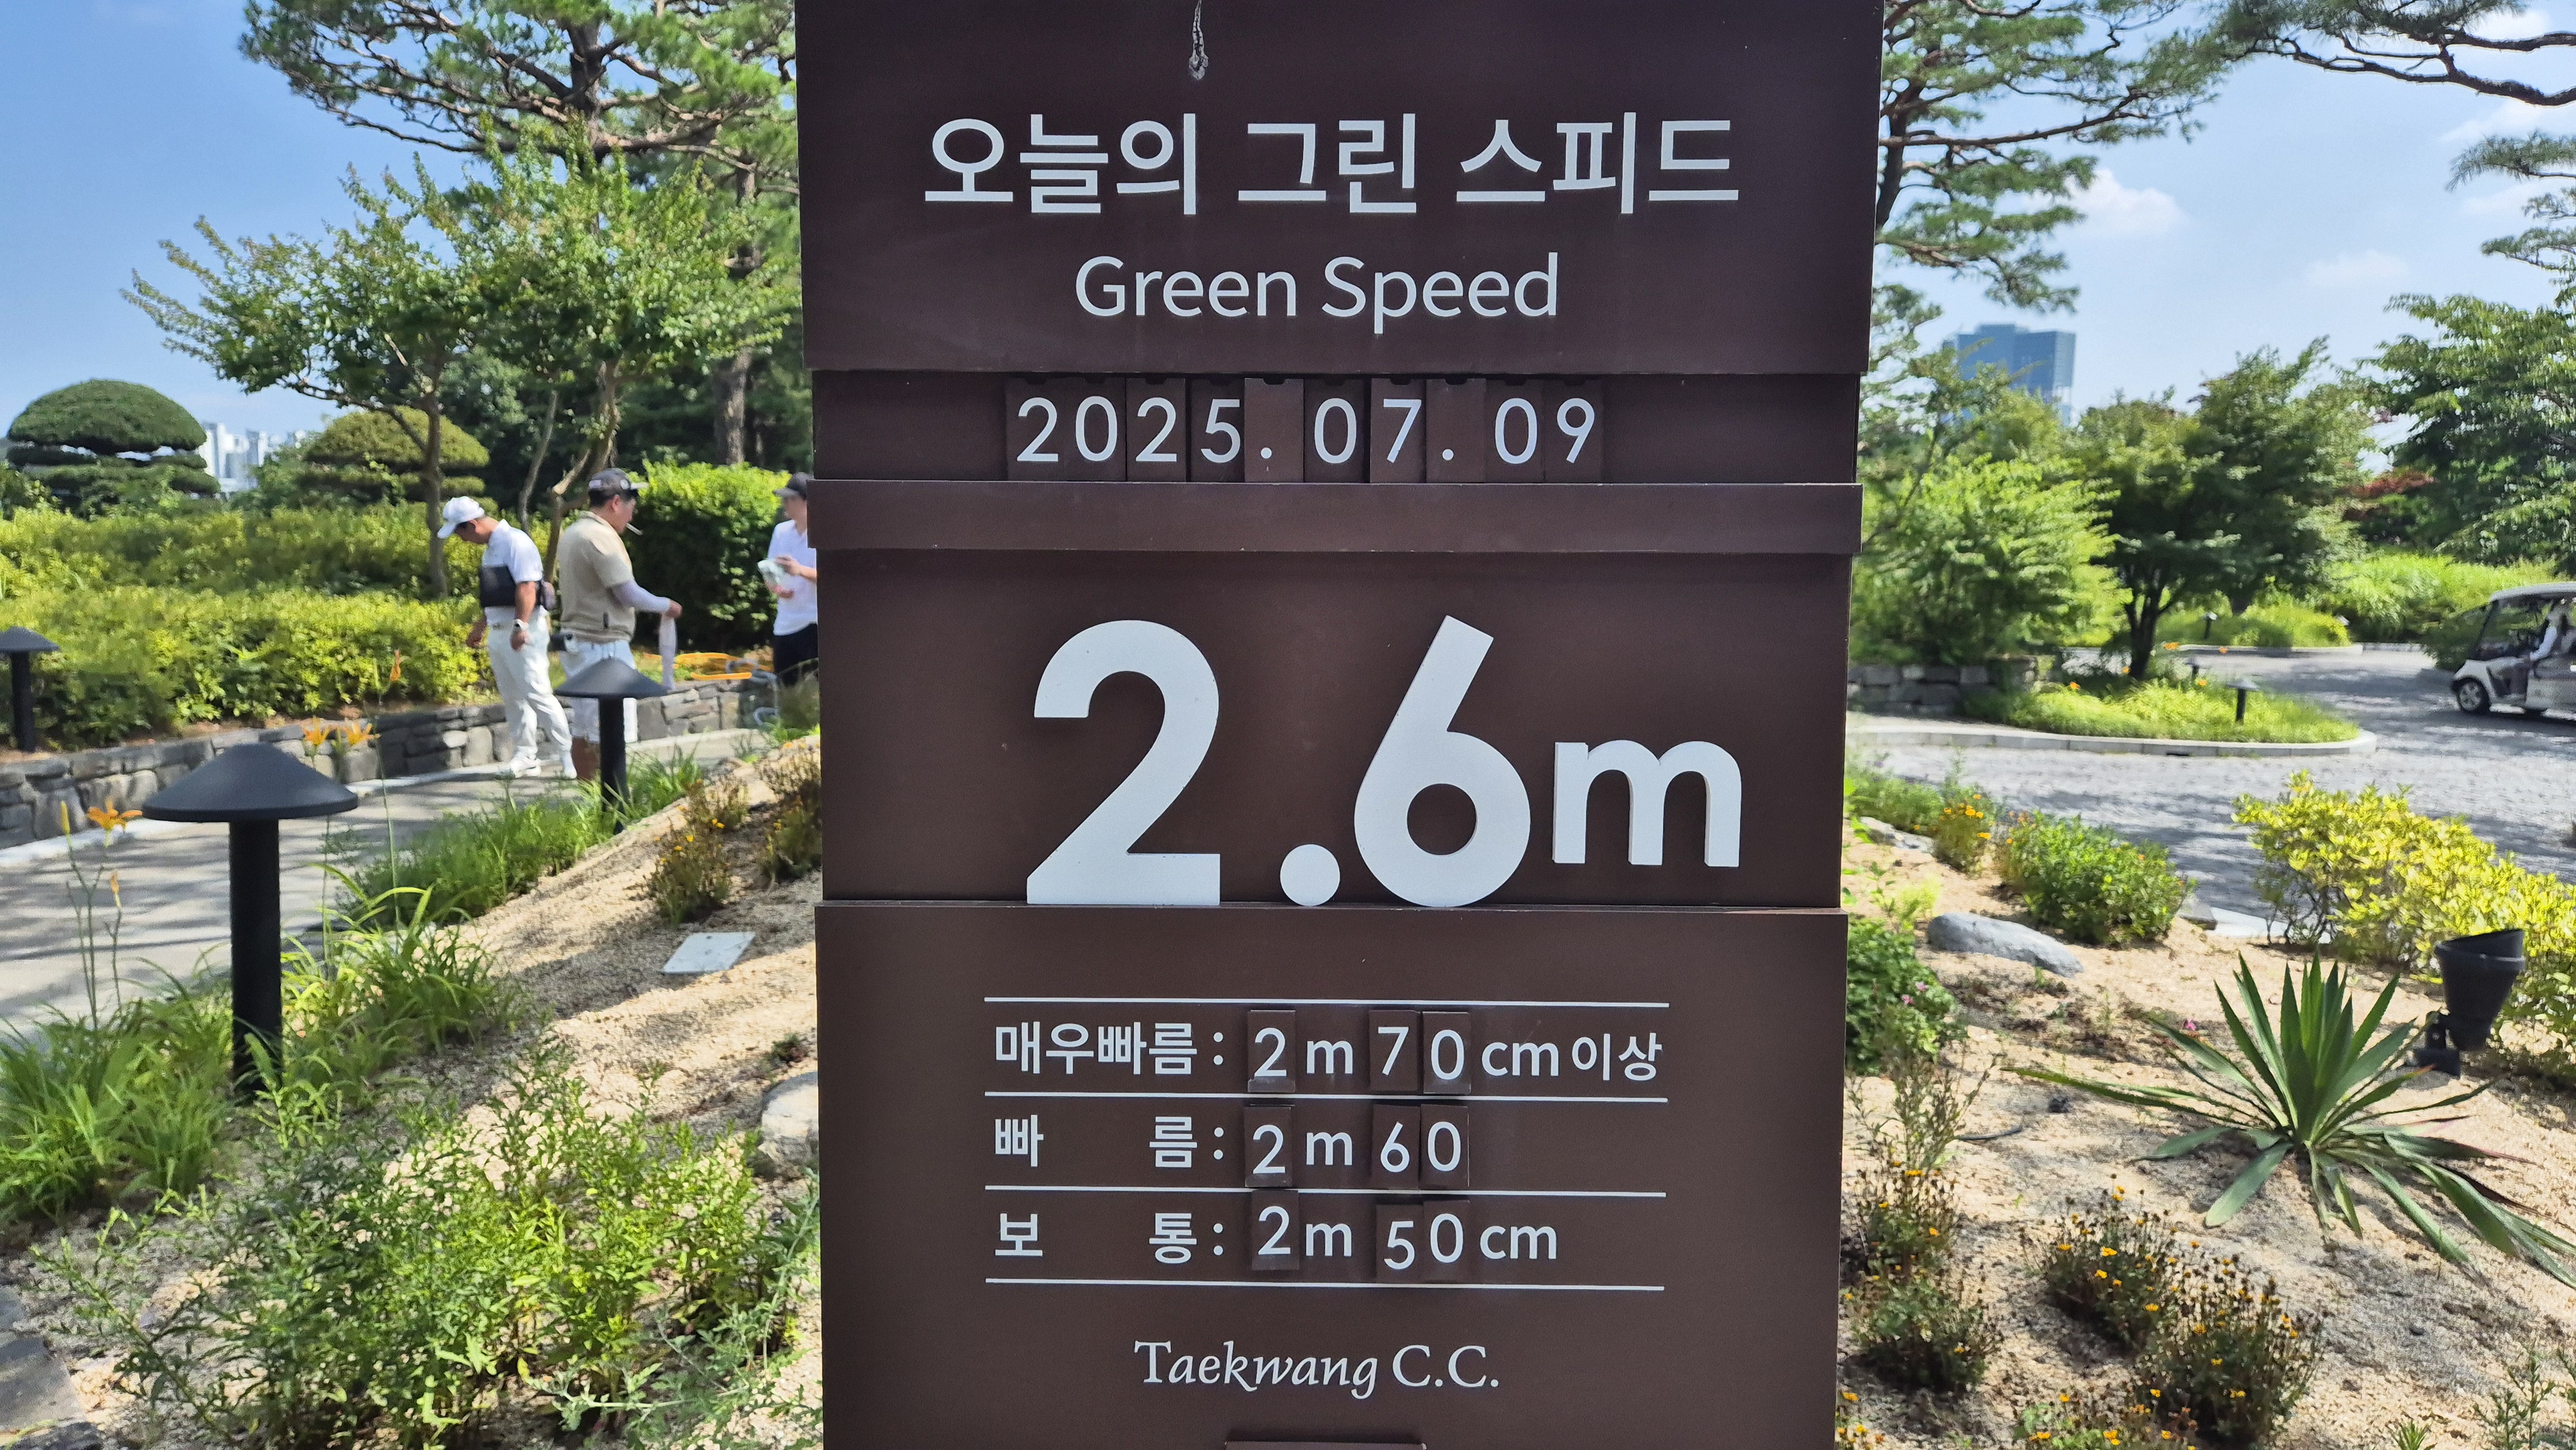 오늘의 그린 스피드
Green Speed
2025. 07. 09
2.6m
매우빠름 : 2m 70cm이상
빠 름 : 2m 60
보 통 : 2m 50cm
Taekwang C.C.